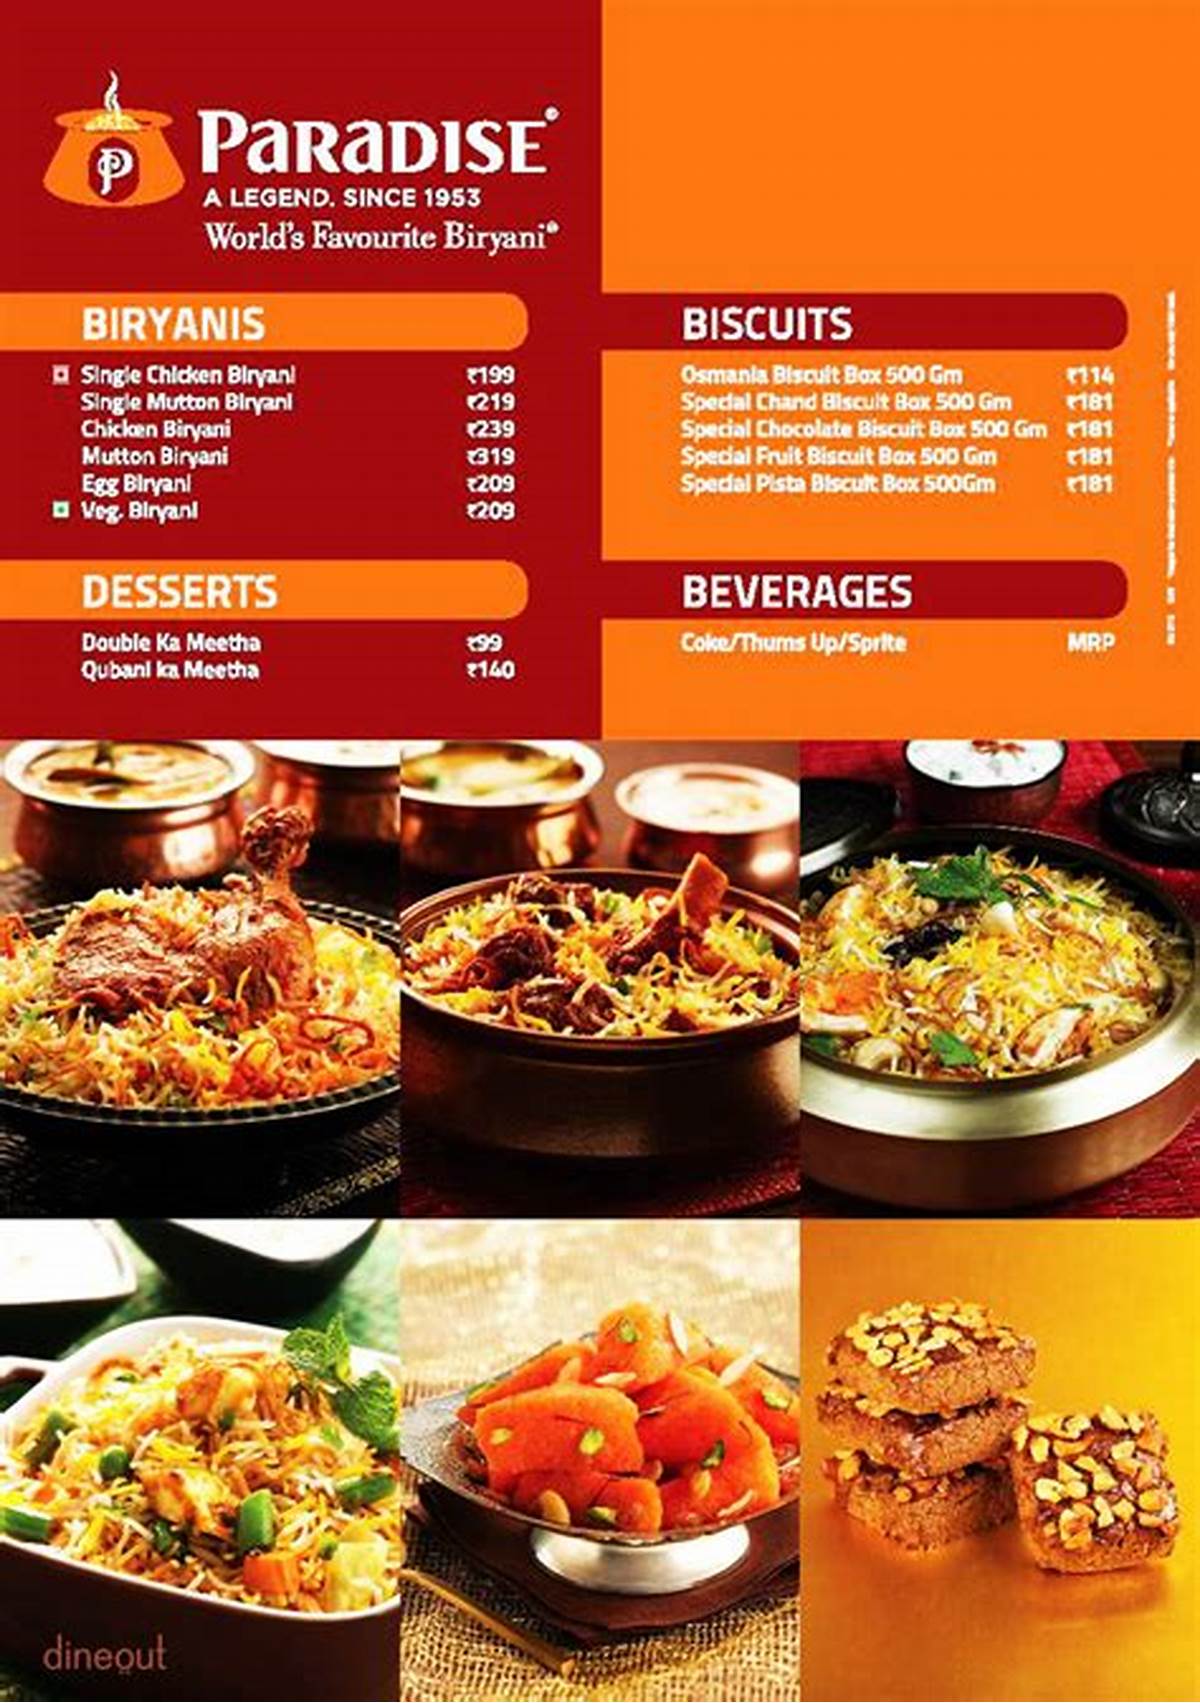 P
PARADISE®
A LEGEND. SINCE 1953
World's Favourite Biryani®
BIRYANIS
Single Chicken Biryani ₹199
Single Mutton Biryani ₹219
Chicken Biryani ₹239
Mutton Biryani ₹319
Egg Biryani ₹209
Veg. Biryani ₹209
DESSERTS
Double Ka Meetha ₹99
Qubani ka Meetha ₹140
BISCUITS
Osmania Biscuit Box 500 Gm ₹114
Special Chand Biscuit Box 500 Gm ₹181
Special Chocolate Biscuit Box 500 Gm ₹181
Special Fruit Biscuit Box 500 Gm ₹181
Special Pista Biscuit Box 500Gm ₹181
BEVERAGES
Coke/Thums Up/Sprite MRP
dineout